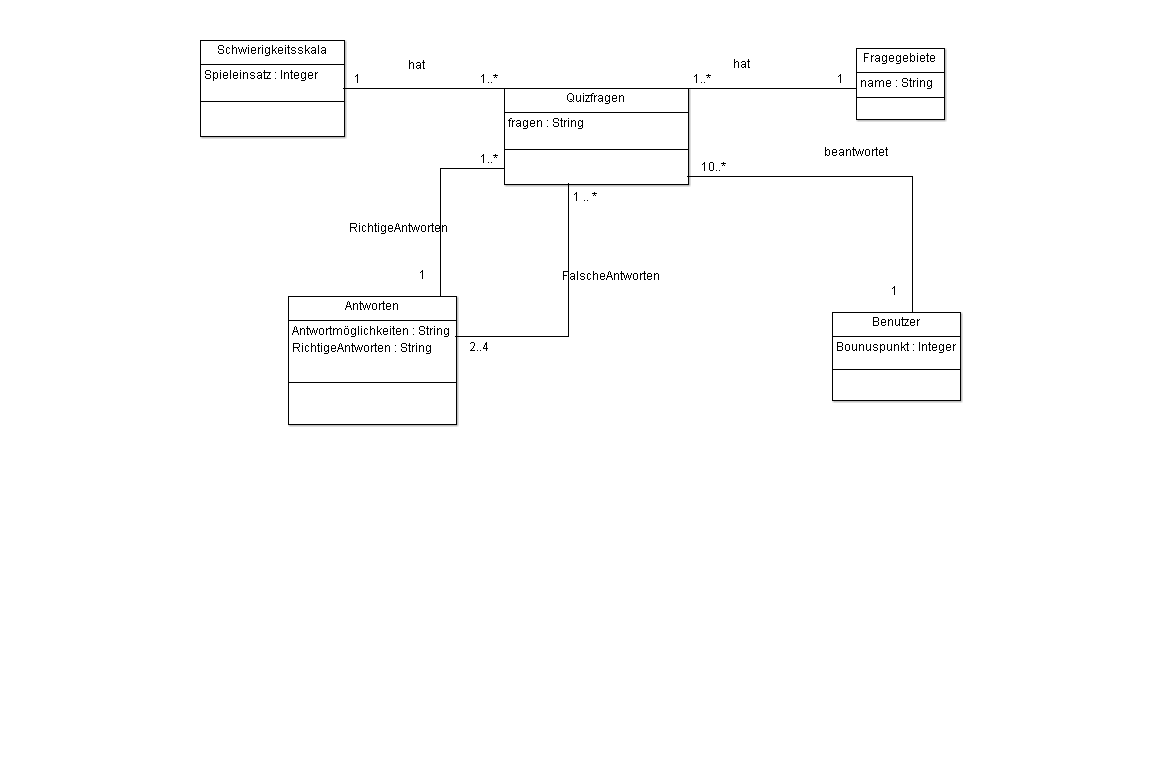 Schwierigkeitsskala
Spieleinsatz : Integer
1
hat
1..*
Quizfragen
fragen : String
1..*
hat
1
Fragegebiete
name : String
1..*
RichtigeAntworten
1
1 .. *
FalscheAntworten
2..4
10..*
beantwortet
1
Antworten
Antwortmöglichkeiten : String
RichtigeAntworten : String
Benutzer
Bounuspunkt : Integer